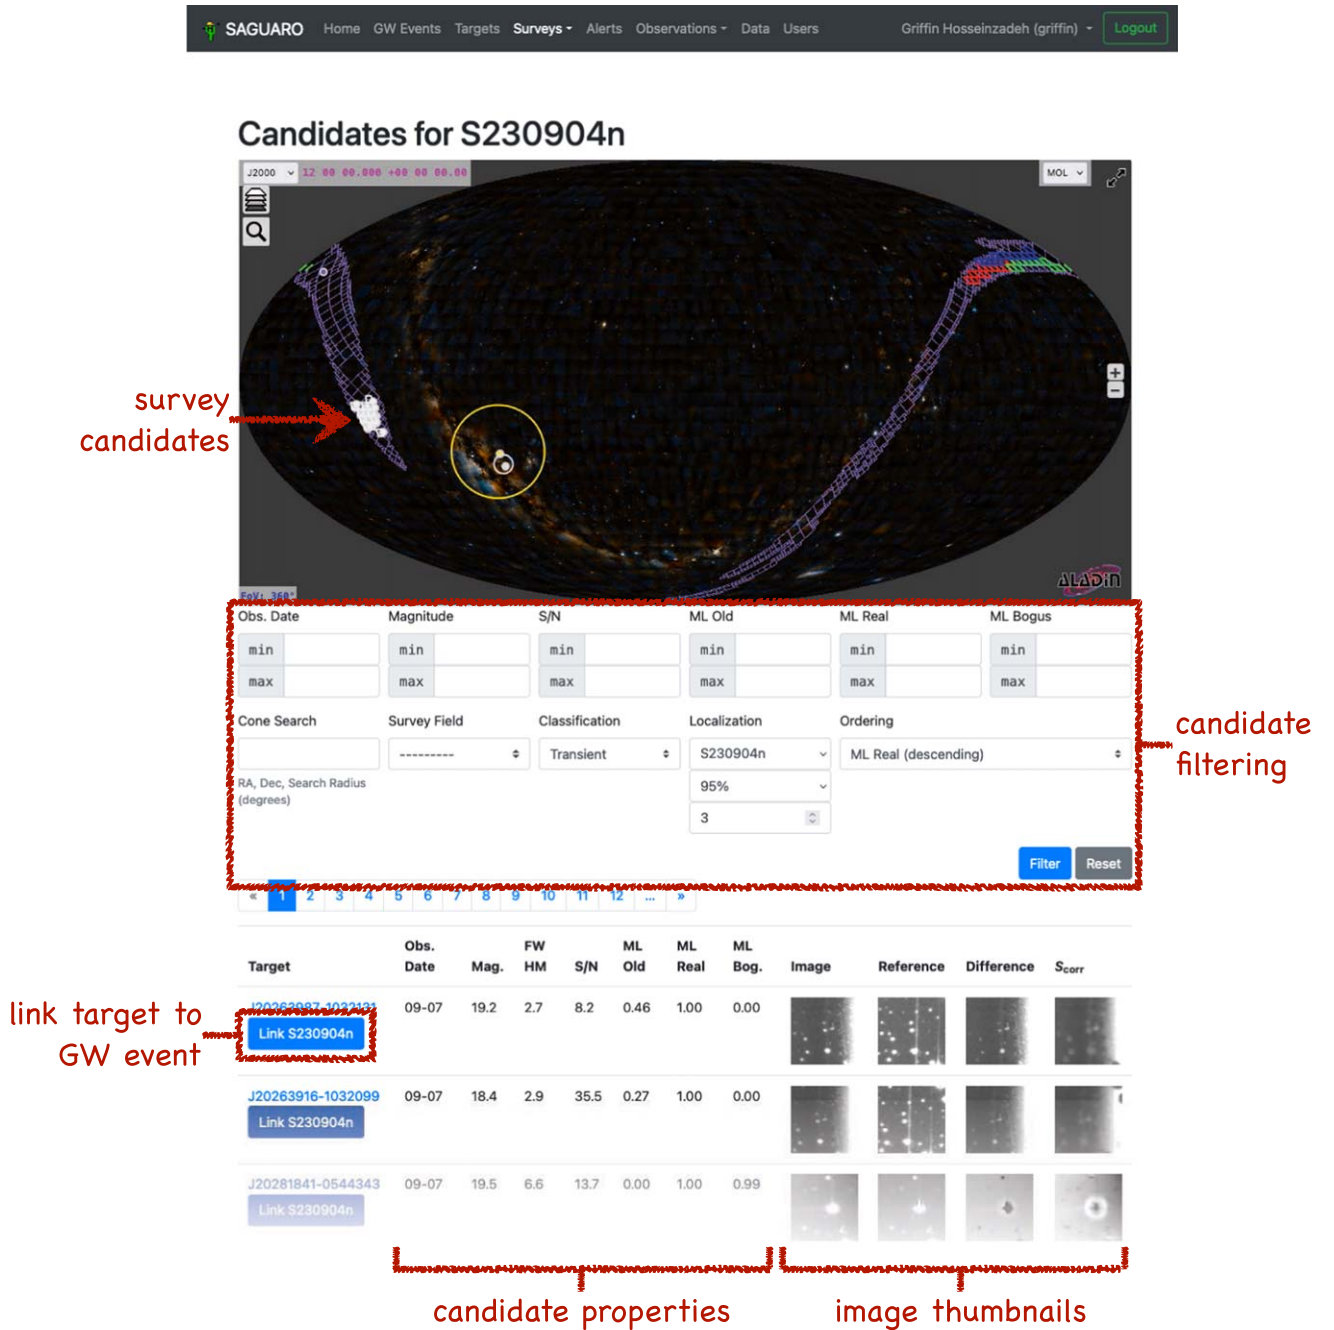 SAGUARO Home GW Events Targets Surveys Alerts Observations Data Users Griffin Hosseinzadeh (griffin) Logout
Candidates for S230904n
J2000 12 00 00.000 +00 00 00.00 MOL
+
−
survey
candidates
ALADIN
FoV: 360°
Obs. Date Magnitude S/N ML Old ML Real ML Bogus
min min min min min min
max max max max max max
Cone Search Survey Field Classification Localization Ordering
--------- Transient S230904n ML Real (descending)
RA, Dec, Search Radius
(degrees)
95%
3
candidate
filtering
Filter Reset
« 1 2 3 4 5 6 7 8 9 10 11 12 ... »
Target Obs. Date Mag. FW HM S/N ML Old ML Real ML Bog. Image Reference Difference Scorr
J20263987-1032131 09-07 19.2 2.7 8.2 0.46 1.00 0.00
Link S230904n
link target to
GW event
J20263916-1032099 09-07 18.4 2.9 35.5 0.27 1.00 0.00
Link S230904n
J20281841-0544343 09-07 19.5 6.6 13.7 0.00 1.00 0.99
Link S230904n
candidate properties image thumbnails